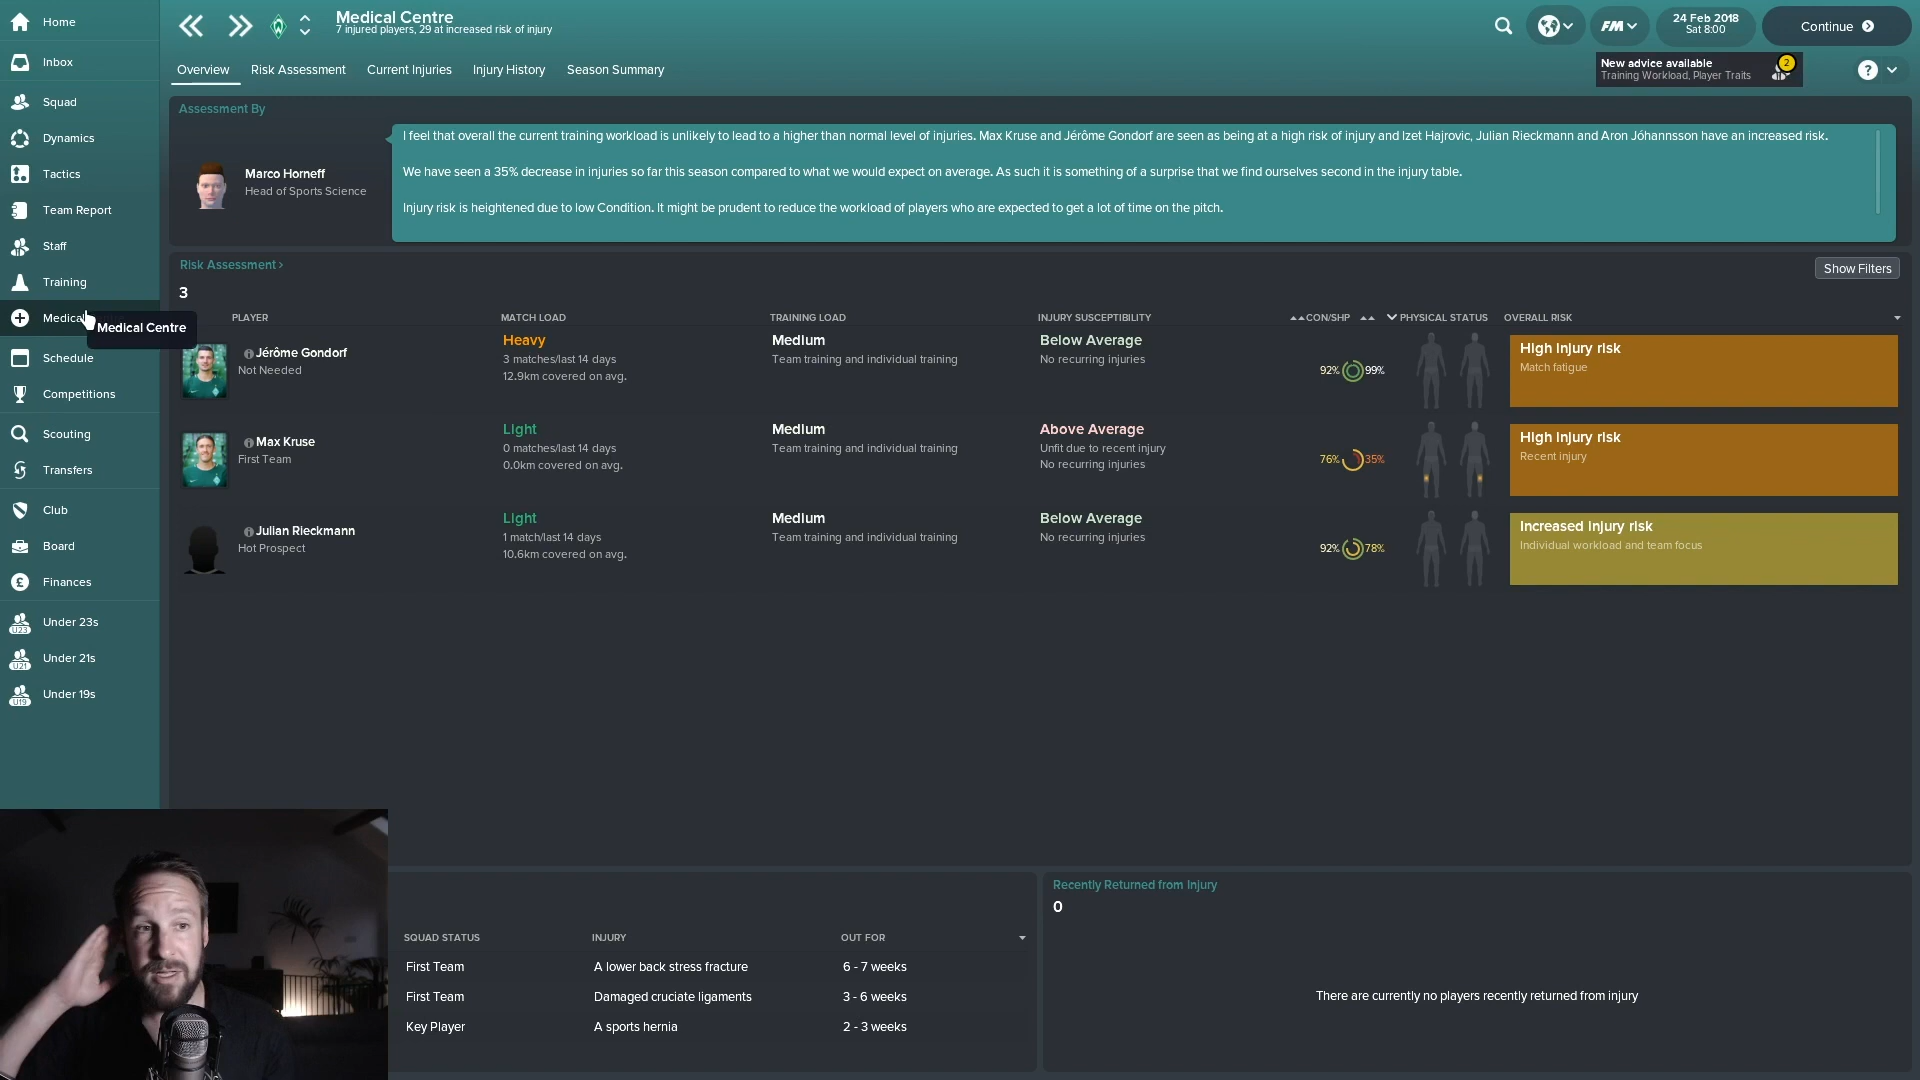 Home
Inbox
Squad
Dynamics
Tactics
Team Report
Staff
Training
Medical
Medical Centre
Schedule
Competitions
Scouting
Transfers
Club
Board
Finances
U23
Under 23s
U21
Under 21s
U19
Under 19s
Medical Centre
7 injured players, 29 at increased risk of injury
FM
24 Feb 2018
Sat 8:00
Continue
Overview Risk Assessment Current Injuries Injury History Season Summary
New advice available
Training Workload, Player Traits
2
?
Assessment By
Marco Horneff
Head of Sports Science
I feel that overall the current training workload is unlikely to lead to a higher than normal level of injuries. Max Kruse and Jérôme Gondorf are seen as being at a high risk of injury and Izet Hajrovic, Julian Rieckmann and Aron Jóhannsson have an increased risk.
We have seen a 35% decrease in injuries so far this season compared to what we would expect on average. As such it is something of a surprise that we find ourselves second in the injury table.
Injury risk is heightened due to low Condition. It might be prudent to reduce the workload of players who are expected to get a lot of time on the pitch.
Risk Assessment >
Show Filters
3
PLAYER MATCH LOAD TRAINING LOAD INJURY SUSCEPTIBILITY CON/SHP PHYSICAL STATUS OVERALL RISK
Jérôme Gondorf
Not Needed
Heavy
3 matches/last 14 days
12.9km covered on avg.
Medium
Team training and individual training
Below Average
No recurring injuries
92% 99%
High injury risk
Match fatigue
Max Kruse
First Team
Light
0 matches/last 14 days
0.0km covered on avg.
Medium
Team training and individual training
Above Average
Unfit due to recent injury
No recurring injuries
76% 35%
High injury risk
Recent injury
Julian Rieckmann
Hot Prospect
Light
1 match/last 14 days
10.6km covered on avg.
Medium
Team training and individual training
Below Average
No recurring injuries
92% 78%
Increased injury risk
Individual workload and team focus
SQUAD STATUS INJURY OUT FOR
First Team A lower back stress fracture 6 - 7 weeks
First Team Damaged cruciate ligaments 3 - 6 weeks
Key Player A sports hernia 2 - 3 weeks
Recently Returned from Injury
0
There are currently no players recently returned from injury